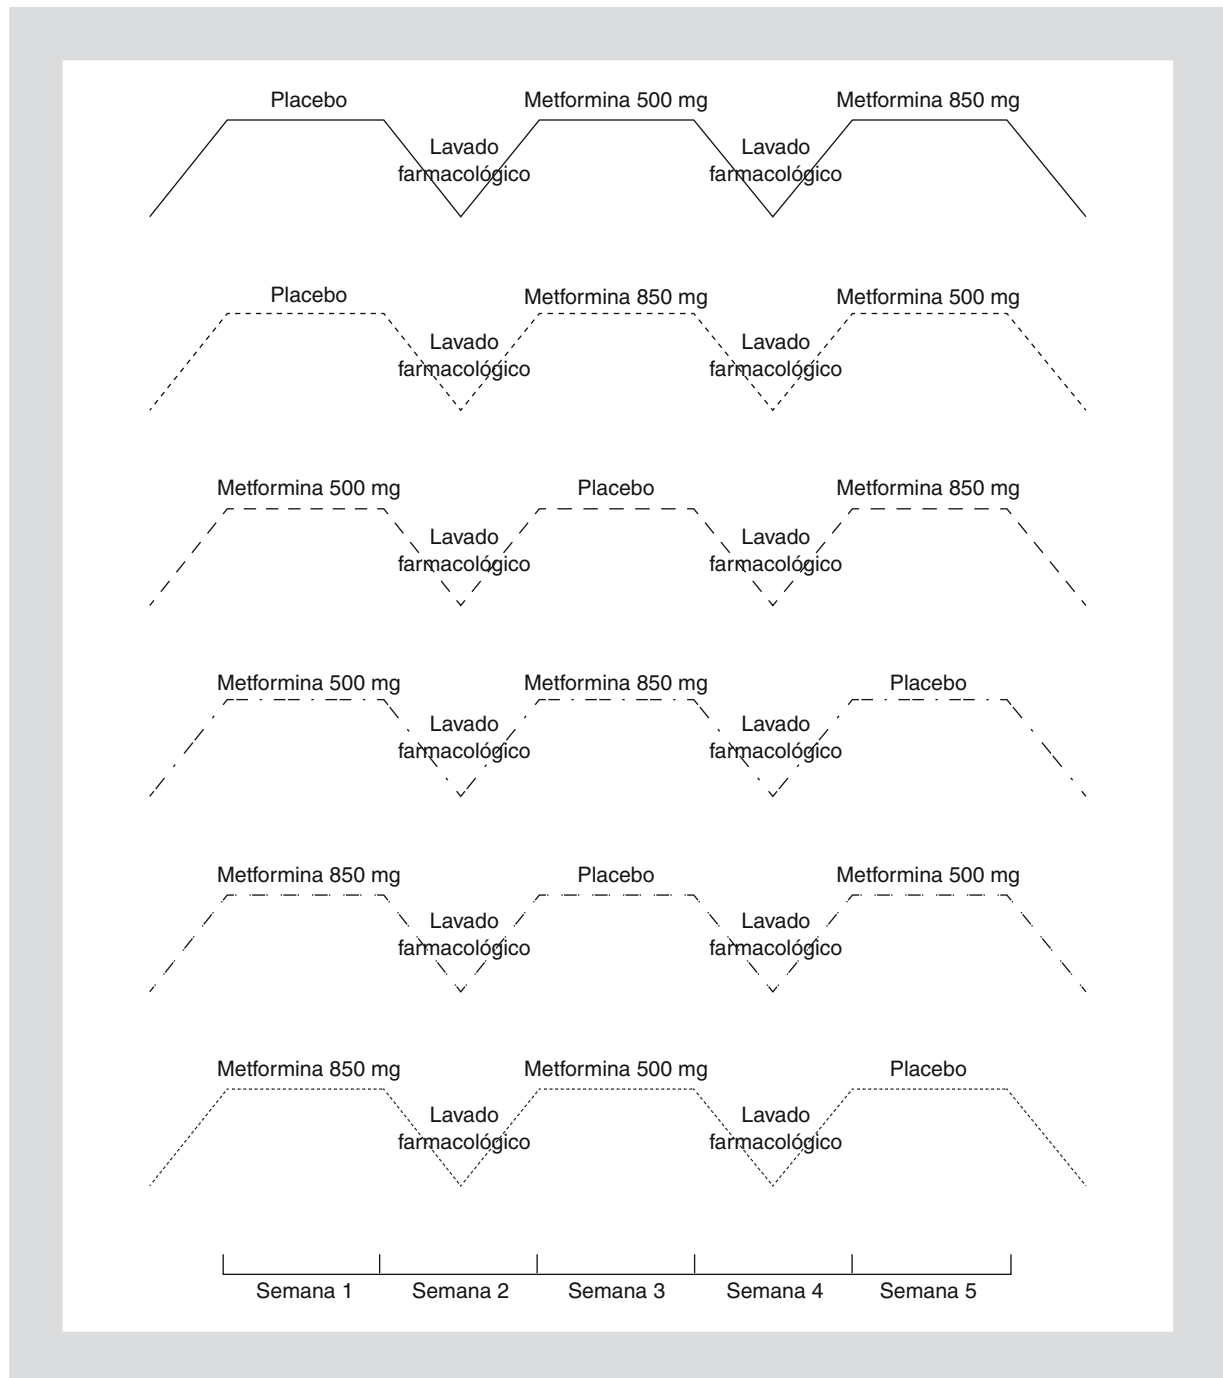 Placebo Metformina 500 mg Metformina 850 mg
Lavado Lavado
farmacológico farmacológico
Placebo Metformina 850 mg Metformina 500 mg
Lavado Lavado
farmacológico farmacológico
Metformina 500 mg Placebo Metformina 850 mg
Lavado Lavado
farmacológico farmacológico
Metformina 500 mg Metformina 850 mg Placebo
Lavado Lavado
farmacológico farmacológico
Metformina 850 mg Placebo Metformina 500 mg
Lavado Lavado
farmacológico farmacológico
Metformina 850 mg Metformina 500 mg Placebo
Lavado Lavado
farmacológico farmacológico
Semana 1 Semana 2 Semana 3 Semana 4 Semana 5